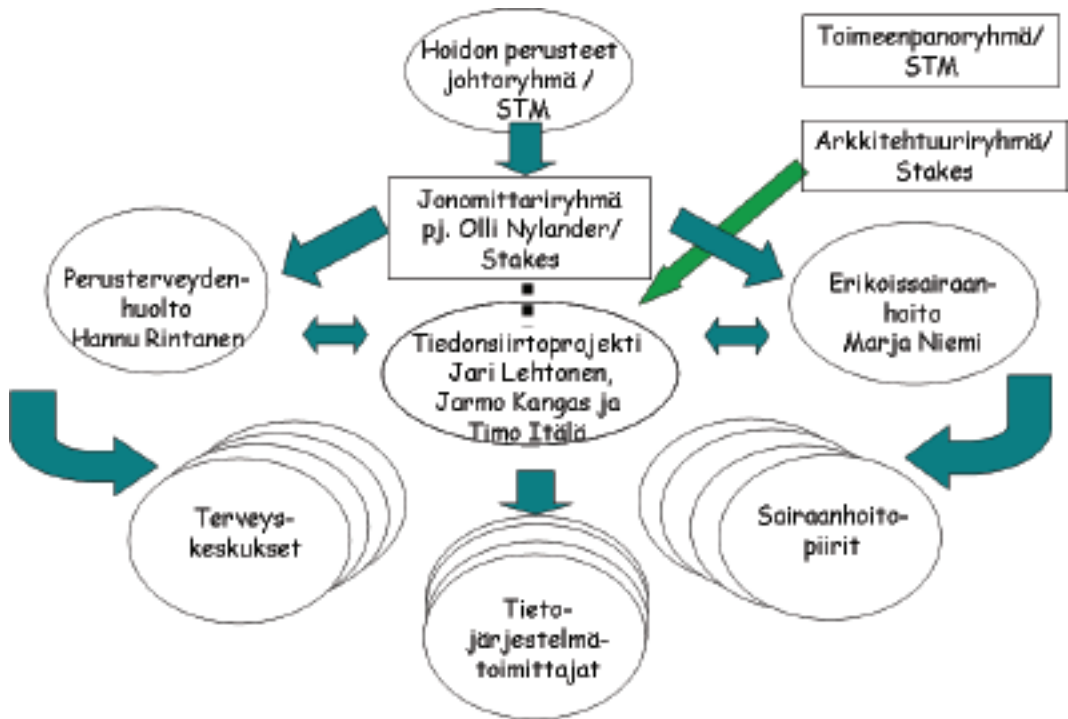 Hoidon perusteet
johtoryhmä /
STM
Toimeenpanoryhmä/
STM
Arkkitehtuuriryhmä/
Stakes
Jonomittariryhmä
pj. Olli Nylander/
Stakes
Perusterveyden-
huolto
Hannu Rintanen
Erikoissairaan-
hoito
Marja Niemi
Tiedonsiirtoprojekti
Jari Lehtonen,
Jarmo Kangas ja
Timo Itälä
Terveys-
keskukset
Sairaanhoito-
piirit
Tieto-
järjestelmä-
toimittajat